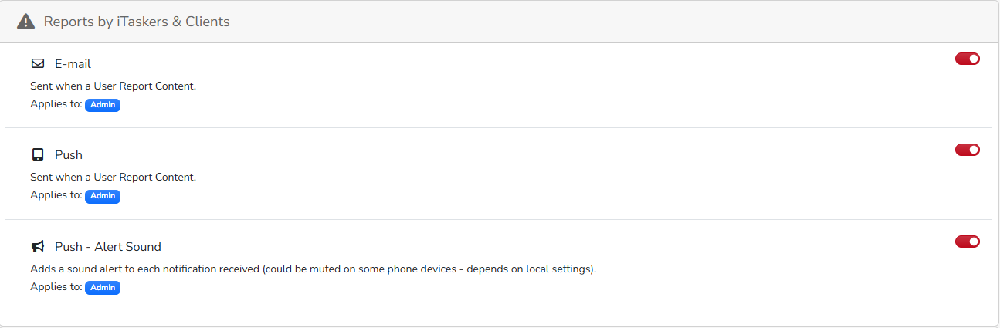 Reports by iTaskers & Clients
E-mail
Sent when a User Report Content.
Applies to: Admin
Push
Sent when a User Report Content.
Applies to: Admin
Push - Alert Sound
Adds a sound alert to each notification received (could be muted on some phone devices - depends on local settings).
Applies to: Admin